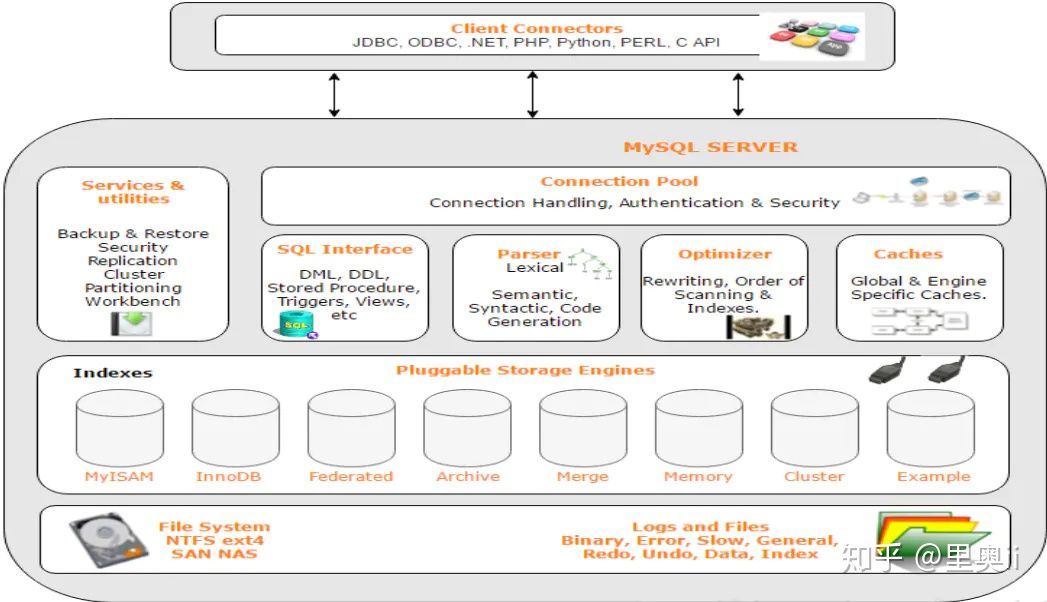 Client Connectors
JDBC, ODBC, .NET, PHP, Python, PERL, C API
APP
MySQL SERVER
Services &
utilities
Backup & Restore
Security
Replication
Cluster
Partitioning
Workbench
Connection Pool
Connection Handling, Authentication & Security
SQL Interface
DML, DDL,
Stored Procedure,
Triggers, Views,
etc
SQL
Parser
Lexical
Semantic,
Syntactic, Code
Generation
Optimizer
Rewriting, Order of
Scanning &
Indexes.
Caches
Global & Engine
Specific Caches.
Indexes
Pluggable Storage Engines
MyISAM
InnoDB
Federated
Archive
Merge
Memory
Cluster
Example
File System
NTFS ext4
SAN NAS
Logs and Files
Binary, Error, Slow, General,
Redo, Undo, Data, Index
知乎 @里奥ii